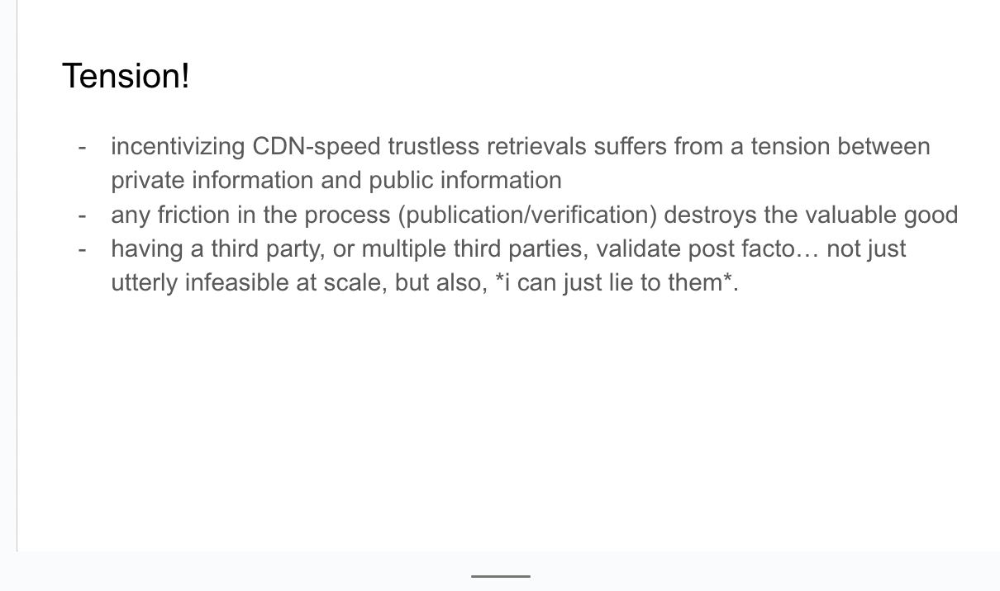 Tension!
- incentivizing CDN-speed trustless retrievals suffers from a tension between
private information and public information
- any friction in the process (publication/verification) destroys the valuable good
- having a third party, or multiple third parties, validate post facto… not just
utterly infeasible at scale, but also, *i can just lie to them*.